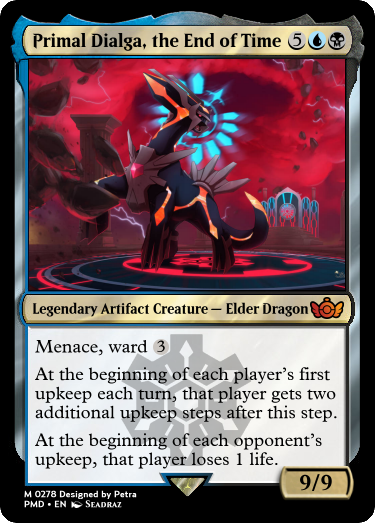 Primal Dialga, the End of Time 5
Legendary Artifact Creature — Elder Dragon
Menace, ward 3
At the beginning of each player's first
upkeep each turn, that player gets two
additional upkeep steps after this step.
At the beginning of each opponent's
upkeep, that player loses 1 life.
9/9
M 0278 Designed by Petra
PMD • EN SEADRAZ